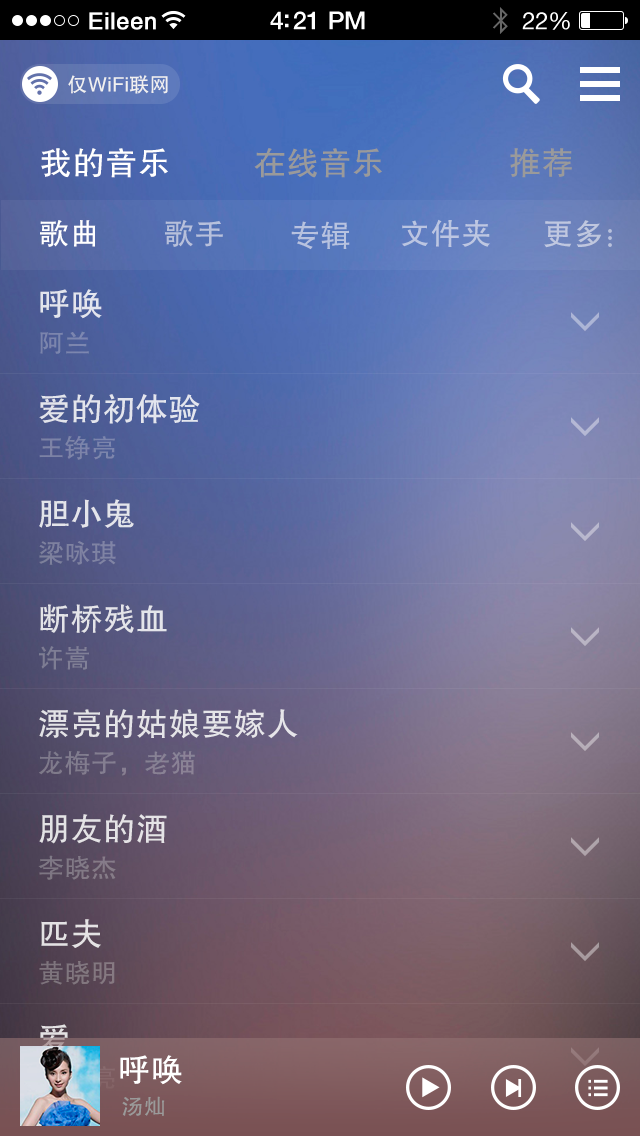 Eileen 4:21 PM 22%
仅WiFi联网
我的音乐 在线音乐 推荐
歌曲 歌手 专辑 文件夹 更多:
呼唤
阿兰
爱的初体验
王铮亮
胆小鬼
梁咏琪
断桥残血
许嵩
漂亮的姑娘要嫁人
龙梅子，老猫
朋友的酒
李晓杰
匹夫
黄晓明
爱
亮
呼唤
汤灿